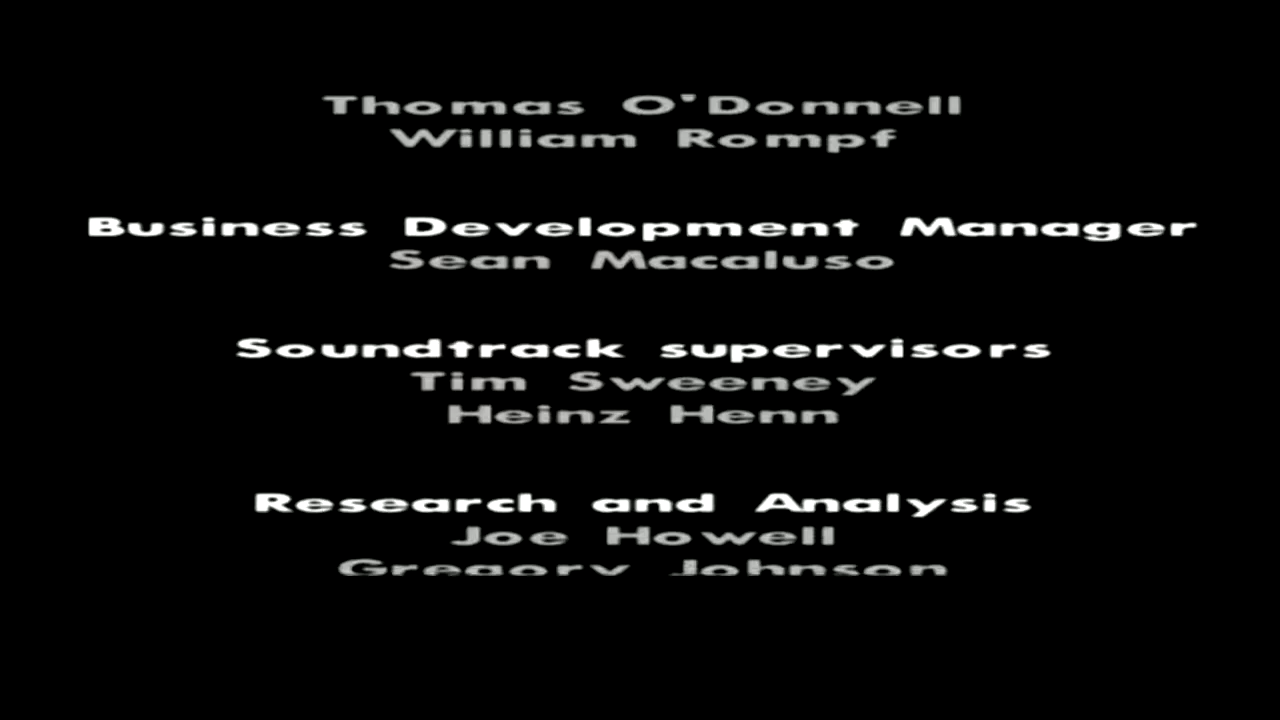 Thomas O'Donnell
William Rompf
Business Development Manager
Sean Macaluso
Soundtrack supervisors
Tim Sweeney
Heinz Henn
Research and Analysis
Joe Howell
Gregory Johnson